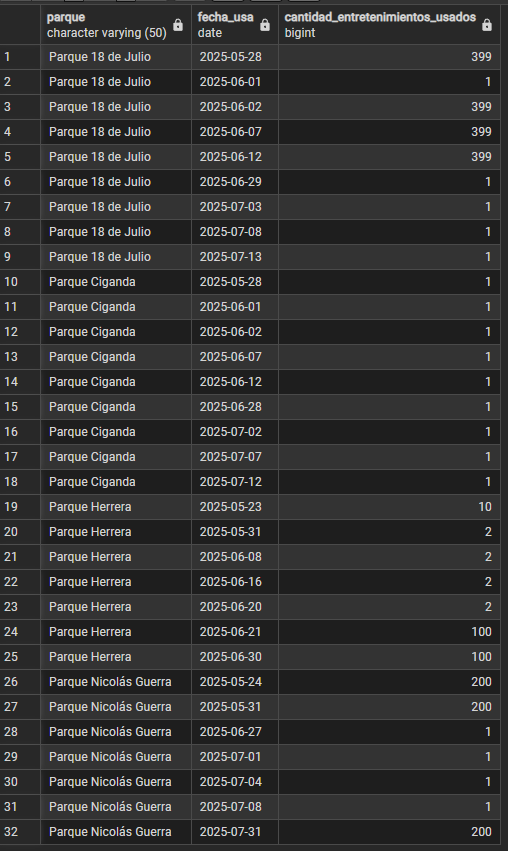 parque fecha_usa cantidad_entretenimientos_usados
character varying (50) date bigint
1 Parque 18 de Julio 2025-05-28 399
2 Parque 18 de Julio 2025-06-01 1
3 Parque 18 de Julio 2025-06-02 399
4 Parque 18 de Julio 2025-06-07 399
5 Parque 18 de Julio 2025-06-12 399
6 Parque 18 de Julio 2025-06-29 1
7 Parque 18 de Julio 2025-07-03 1
8 Parque 18 de Julio 2025-07-08 1
9 Parque 18 de Julio 2025-07-13 1
10 Parque Ciganda 2025-05-28 1
11 Parque Ciganda 2025-06-01 1
12 Parque Ciganda 2025-06-02 1
13 Parque Ciganda 2025-06-07 1
14 Parque Ciganda 2025-06-12 1
15 Parque Ciganda 2025-06-28 1
16 Parque Ciganda 2025-07-02 1
17 Parque Ciganda 2025-07-07 1
18 Parque Ciganda 2025-07-12 1
19 Parque Herrera 2025-05-23 10
20 Parque Herrera 2025-05-31 2
21 Parque Herrera 2025-06-08 2
22 Parque Herrera 2025-06-16 2
23 Parque Herrera 2025-06-20 2
24 Parque Herrera 2025-06-21 100
25 Parque Herrera 2025-06-30 100
26 Parque Nicolás Guerra 2025-05-24 200
27 Parque Nicolás Guerra 2025-05-31 200
28 Parque Nicolás Guerra 2025-06-27 1
29 Parque Nicolás Guerra 2025-07-01 1
30 Parque Nicolás Guerra 2025-07-04 1
31 Parque Nicolás Guerra 2025-07-08 1
32 Parque Nicolás Guerra 2025-07-31 200